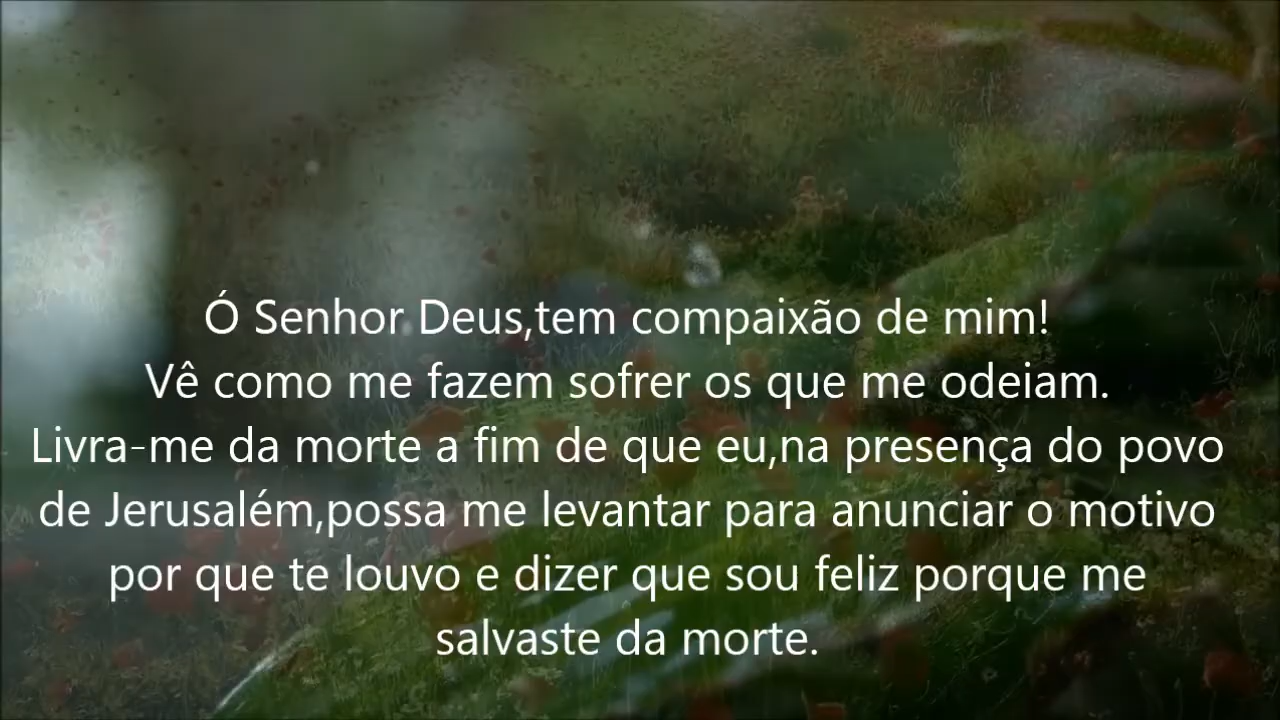 Ó Senhor Deus,tem compaixão de mim!
Vê como me fazem sofrer os que me odeiam.
Livra-me da morte a fim de que eu,na presença do povo
de Jerusalém,possa me levantar para anunciar o motivo
por que te louvo e dizer que sou feliz porque me
salvaste da morte.